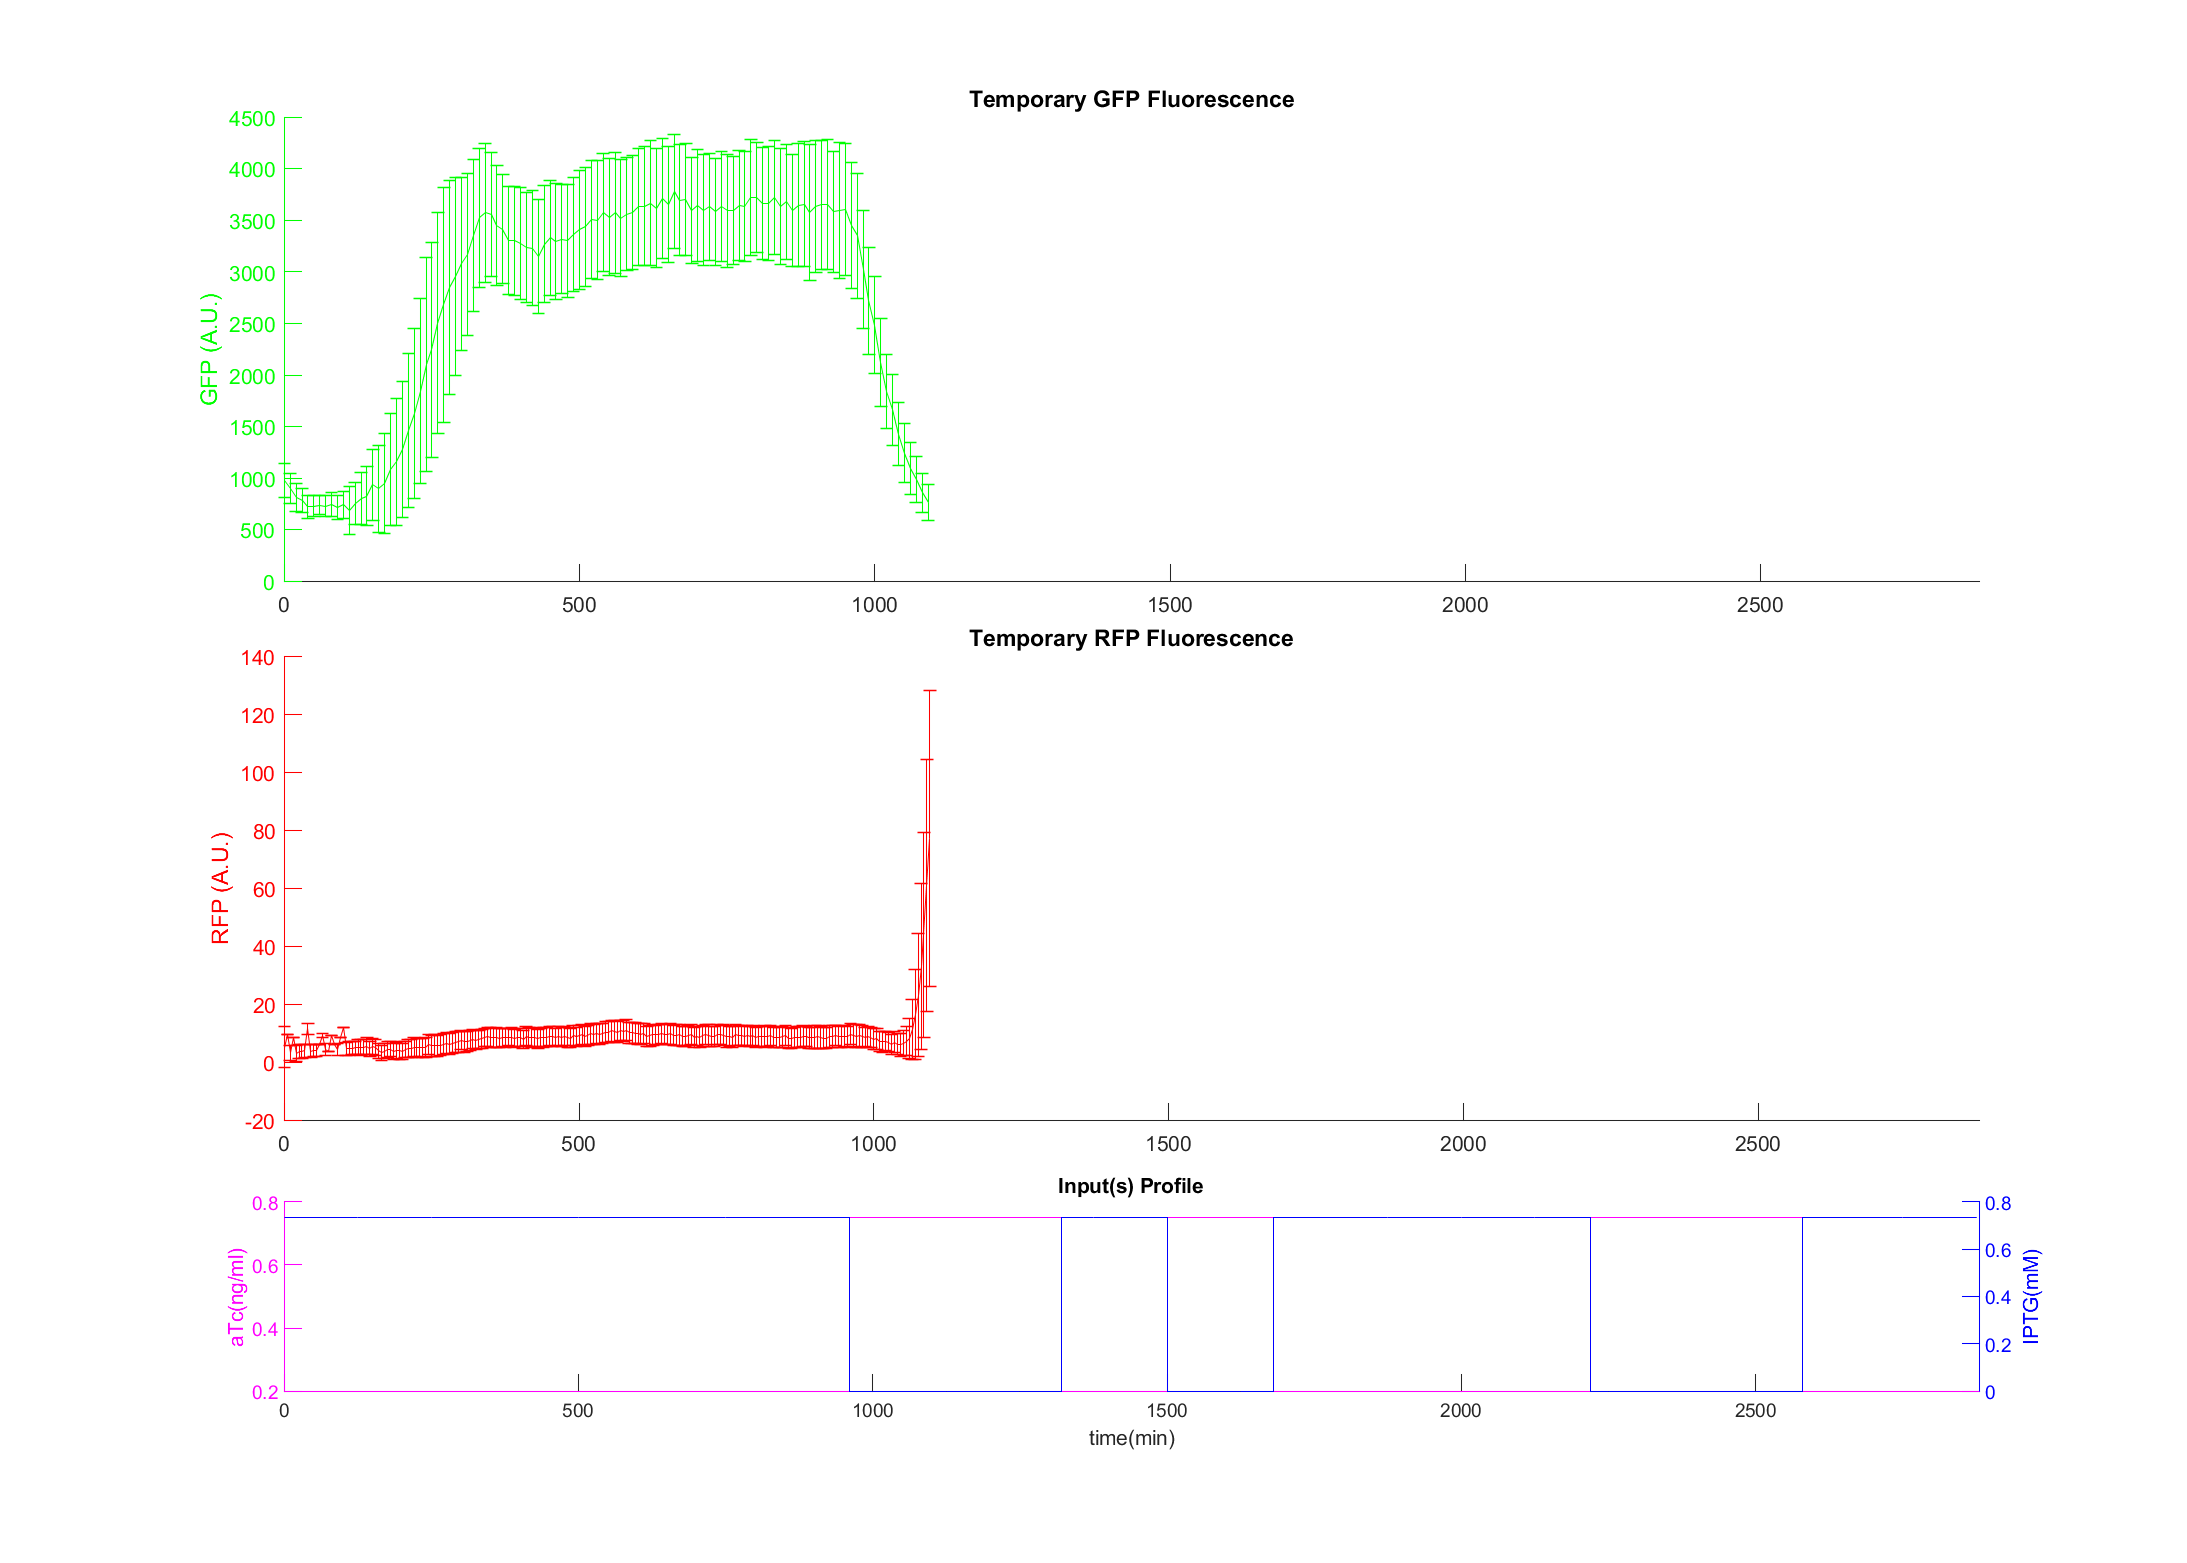 Temporary GFP Fluorescence
4500
4000
3500
3000
2500
2000
1500
1000
500
0
GFP (A.U.)
0 500 1000 1500 2000 2500
Temporary RFP Fluorescence
140
120
100
80
60
40
20
0
-20
RFP (A.U.)
0 500 1000 1500 2000 2500
Input(s) Profile
0.8
0.6
0.4
0.2
aTc(ng/ml)
0.8
0.6
0.4
0.2
0
IPTG(mM)
0 500 1000 1500 2000 2500
time(min)